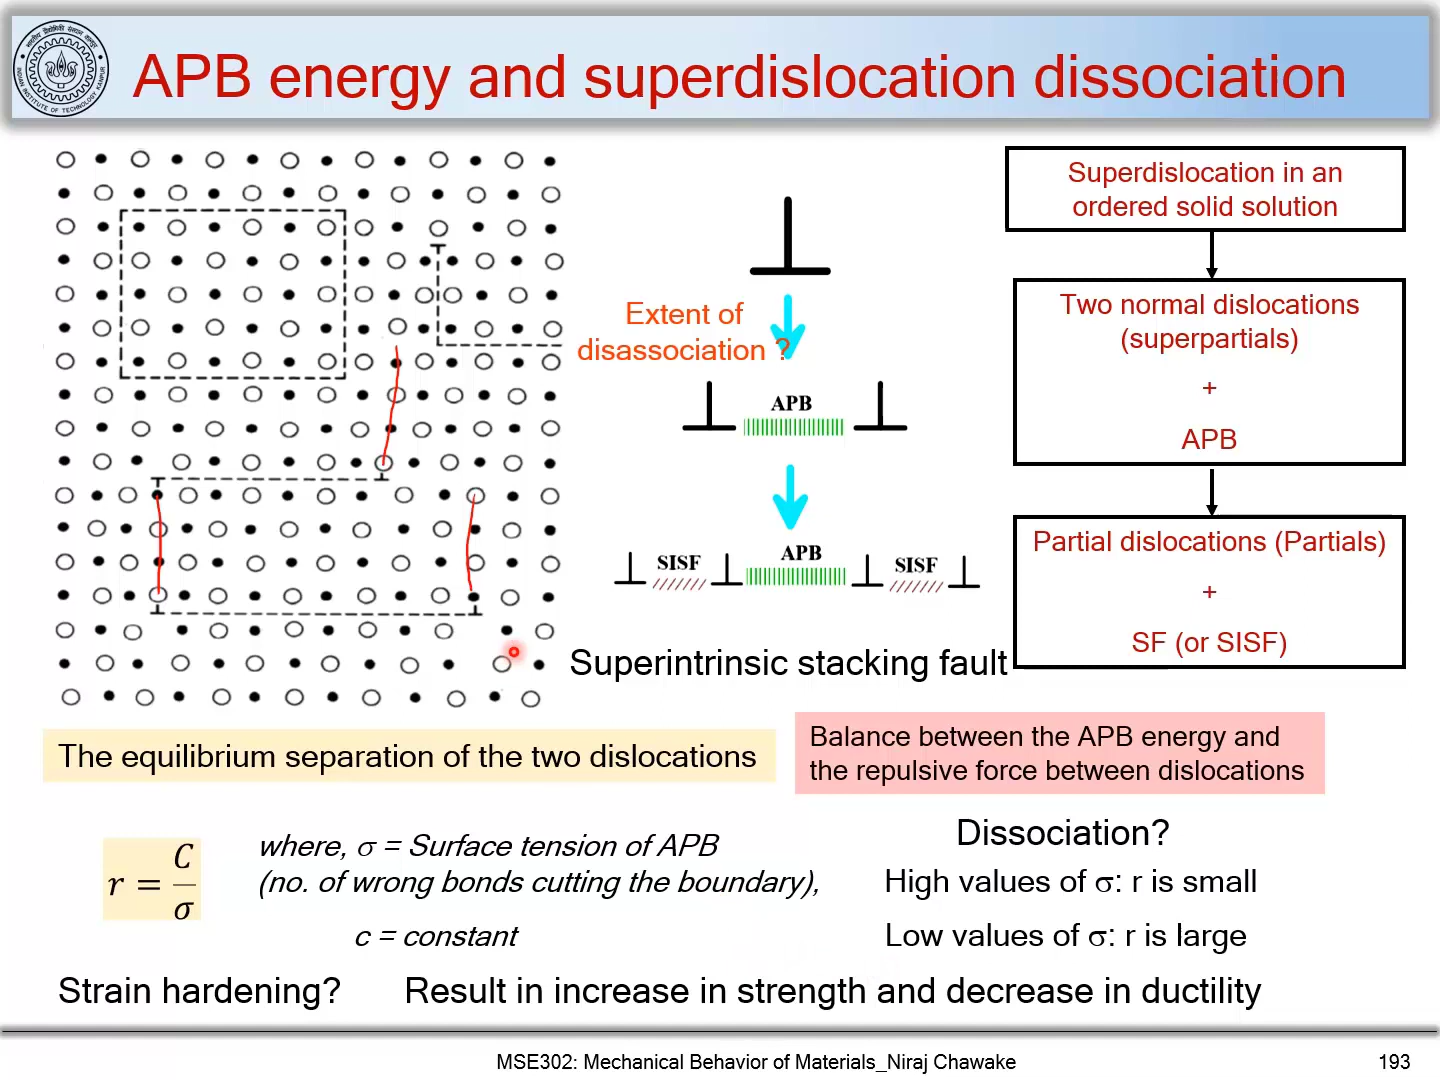 APB energy and superdislocation dissociation
Superdislocation in an
ordered solid solution
Two normal dislocations
(superpartials)
+
APB
Partial dislocations (Partials)
+
SF (or SISF)
Extent of
disassociation ?
APB
SISF
APB
SISF
Superintrinsic stacking fault
The equilibrium separation of the two dislocations
Balance between the APB energy and
the repulsive force between dislocations
r = C/σ
where, σ = Surface tension of APB
(no. of wrong bonds cutting the boundary),
c = constant
Dissociation?
High values of σ: r is small
Low values of σ: r is large
Strain hardening?
Result in increase in strength and decrease in ductility
MSE302: Mechanical Behavior of Materials_Niraj Chawake
193